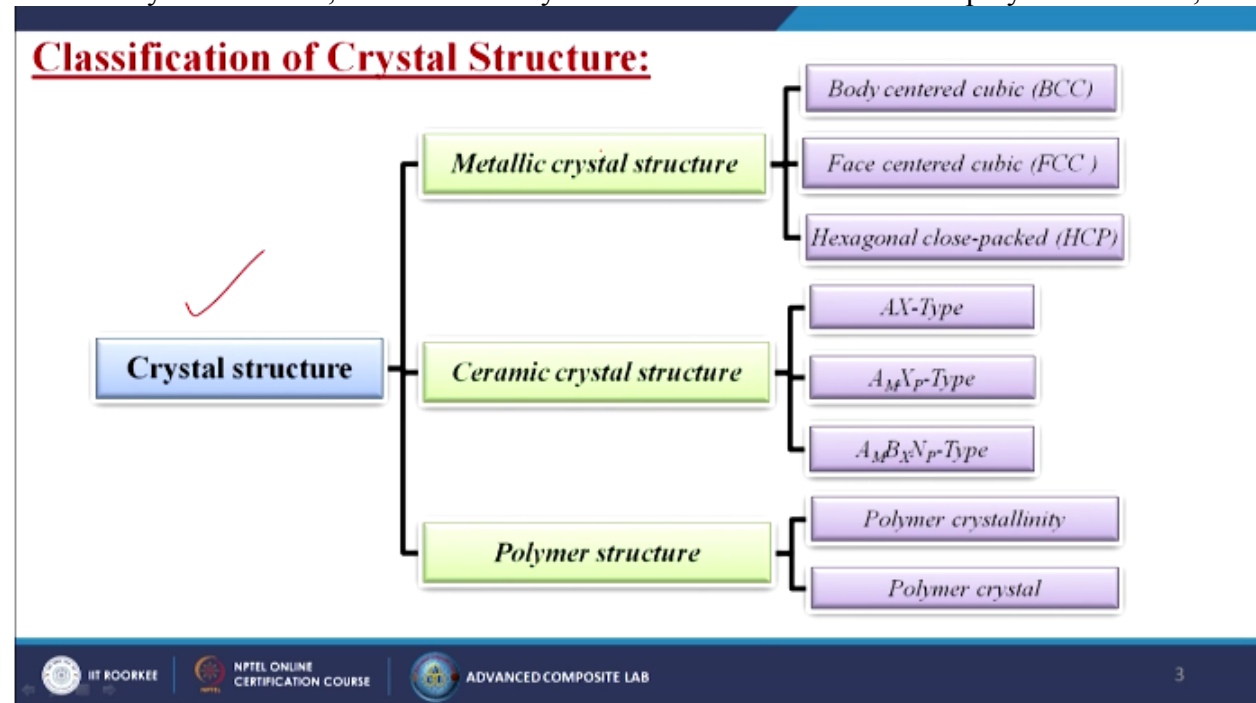 Classification of Crystal Structure:
Body centered cubic (BCC)
Metallic crystal structure
Face centered cubic (FCC )
Hexagonal close-packed (HCP)
AX-Type
Crystal structure
Ceramic crystal structure
A_MX_P-Type
A_MB_XN_P-Type
Polymer crystallinity
Polymer structure
Polymer crystal
IIT ROORKEE
NPTEL ONLINE
CERTIFICATION COURSE
ADVANCED COMPOSITE LAB
3